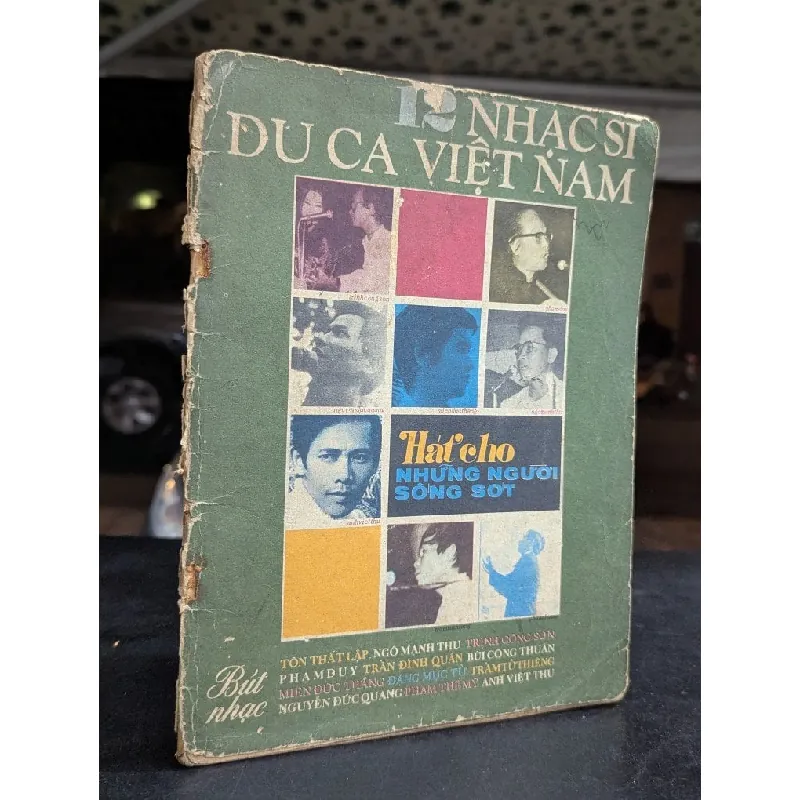 12 NHẠC SĨ
DU CA VIỆT NAM
Hát cho
NHỮNG NGƯỜI
SỐNG SÓT
Bút
nhạc
TÔN THẤT LẬP NGÔ MẠNH THU TRỊNH CÔNG SƠN
PHẠM DUY TRẦN ĐÌNH QUÂN BÙI CÔNG THUẤN
MIÊN ĐỨC THẮNG ĐẶNG MỤC TỬ TRẦM TỬ THIÊNG
NGUYỄN ĐỨC QUANG PHẠM THẾ MỸ ANH VIỆT THU